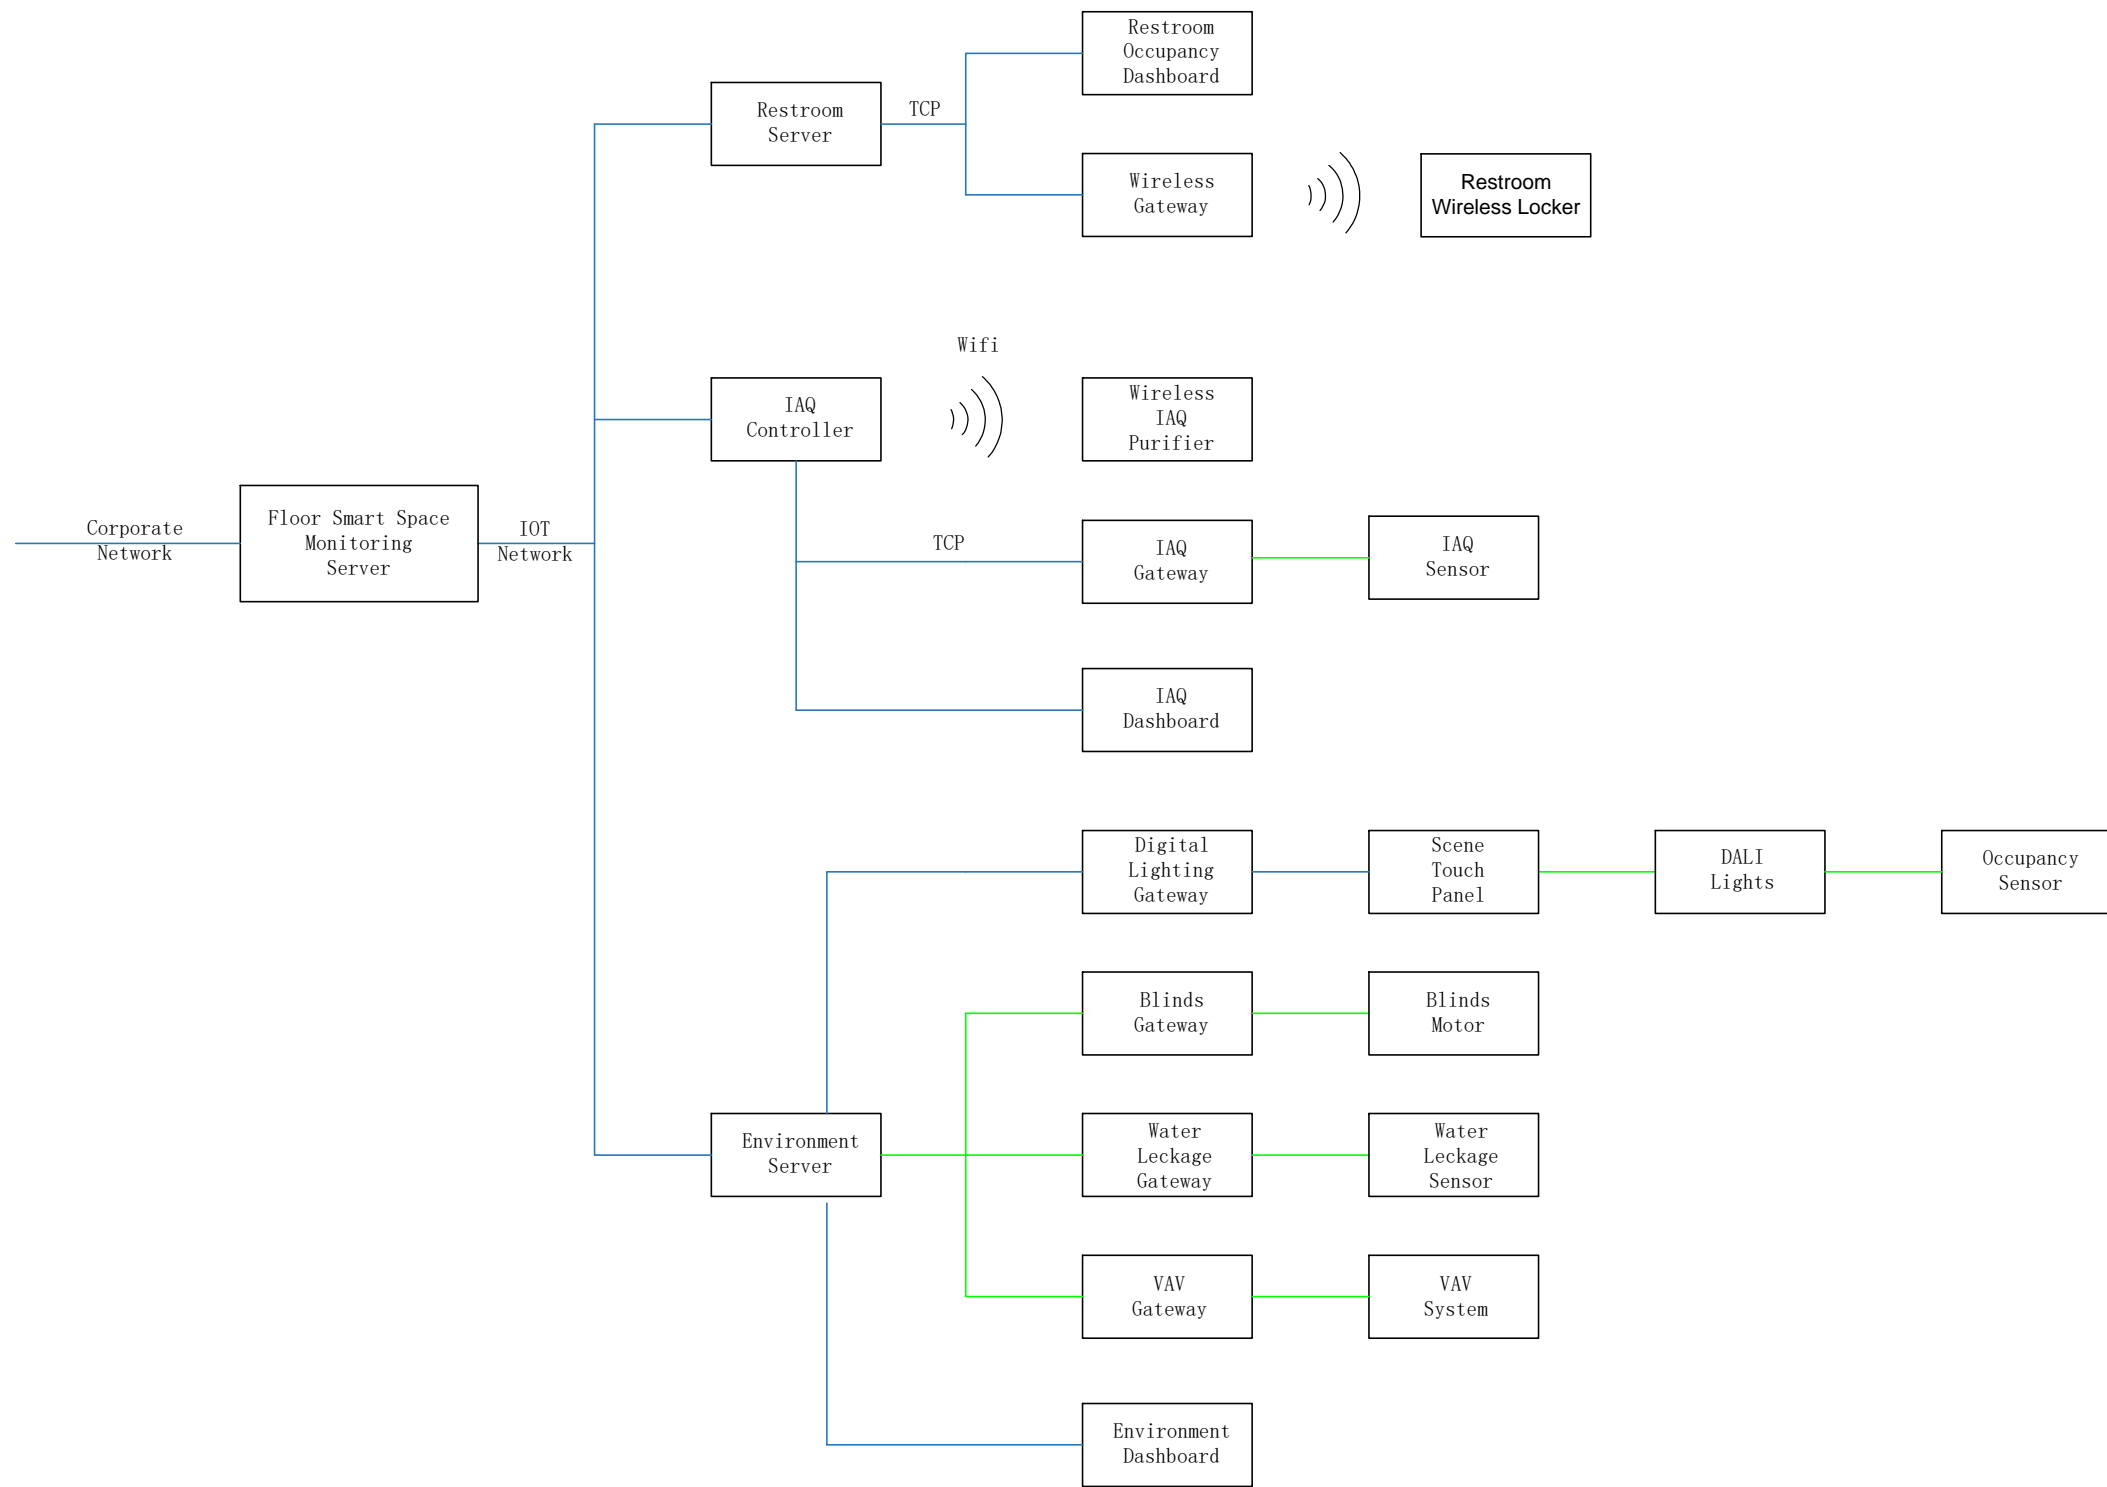 Restroom
Occupancy
Dashboard
Restroom
Server
TCP
Wireless
Gateway
Restroom
Wireless Locker
Wifi
IAQ
Controller
Wireless
IAQ
Purifier
Corporate
Network
Floor Smart Space
Monitoring
Server
IOT
Network
TCP
IAQ
Gateway
IAQ
Sensor
IAQ
Dashboard
Digital
Lighting
Gateway
Scene
Touch
Panel
DALI
Lights
Occupancy
Sensor
Blinds
Gateway
Blinds
Motor
Environment
Server
Water
Leckage
Gateway
Water
Leckage
Sensor
VAV
Gateway
VAV
System
Environment
Dashboard